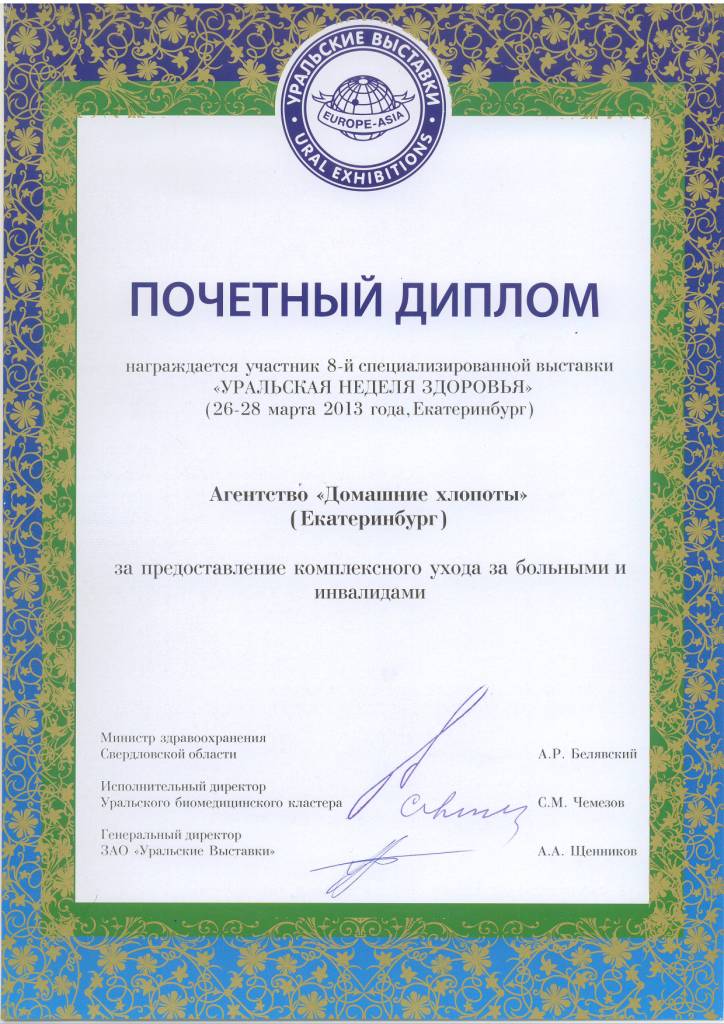 УРАЛЬСКИЕ ВЫСТАВКИ
EUROPE-ASIA
URAL EXHIBITIONS
ПОЧЕТНЫЙ ДИПЛОМ
награждается участник 8-й специализированной выставки
«УРАЛЬСКАЯ НЕДЕЛЯ ЗДОРОВЬЯ»
(26-28 марта 2013 года, Екатеринбург)
Агентство «Домашние хлопоты»
(Екатеринбург)
за предоставление комплексного ухода за больными и
инвалидами
Министр здравоохранения
Свердловской области А.Р. Белявский
Исполнительный директор
Уральского биомедицинского кластера С.М. Чемезов
Генеральный директор
ЗАО «Уральские Выставки» А.А. Щенников